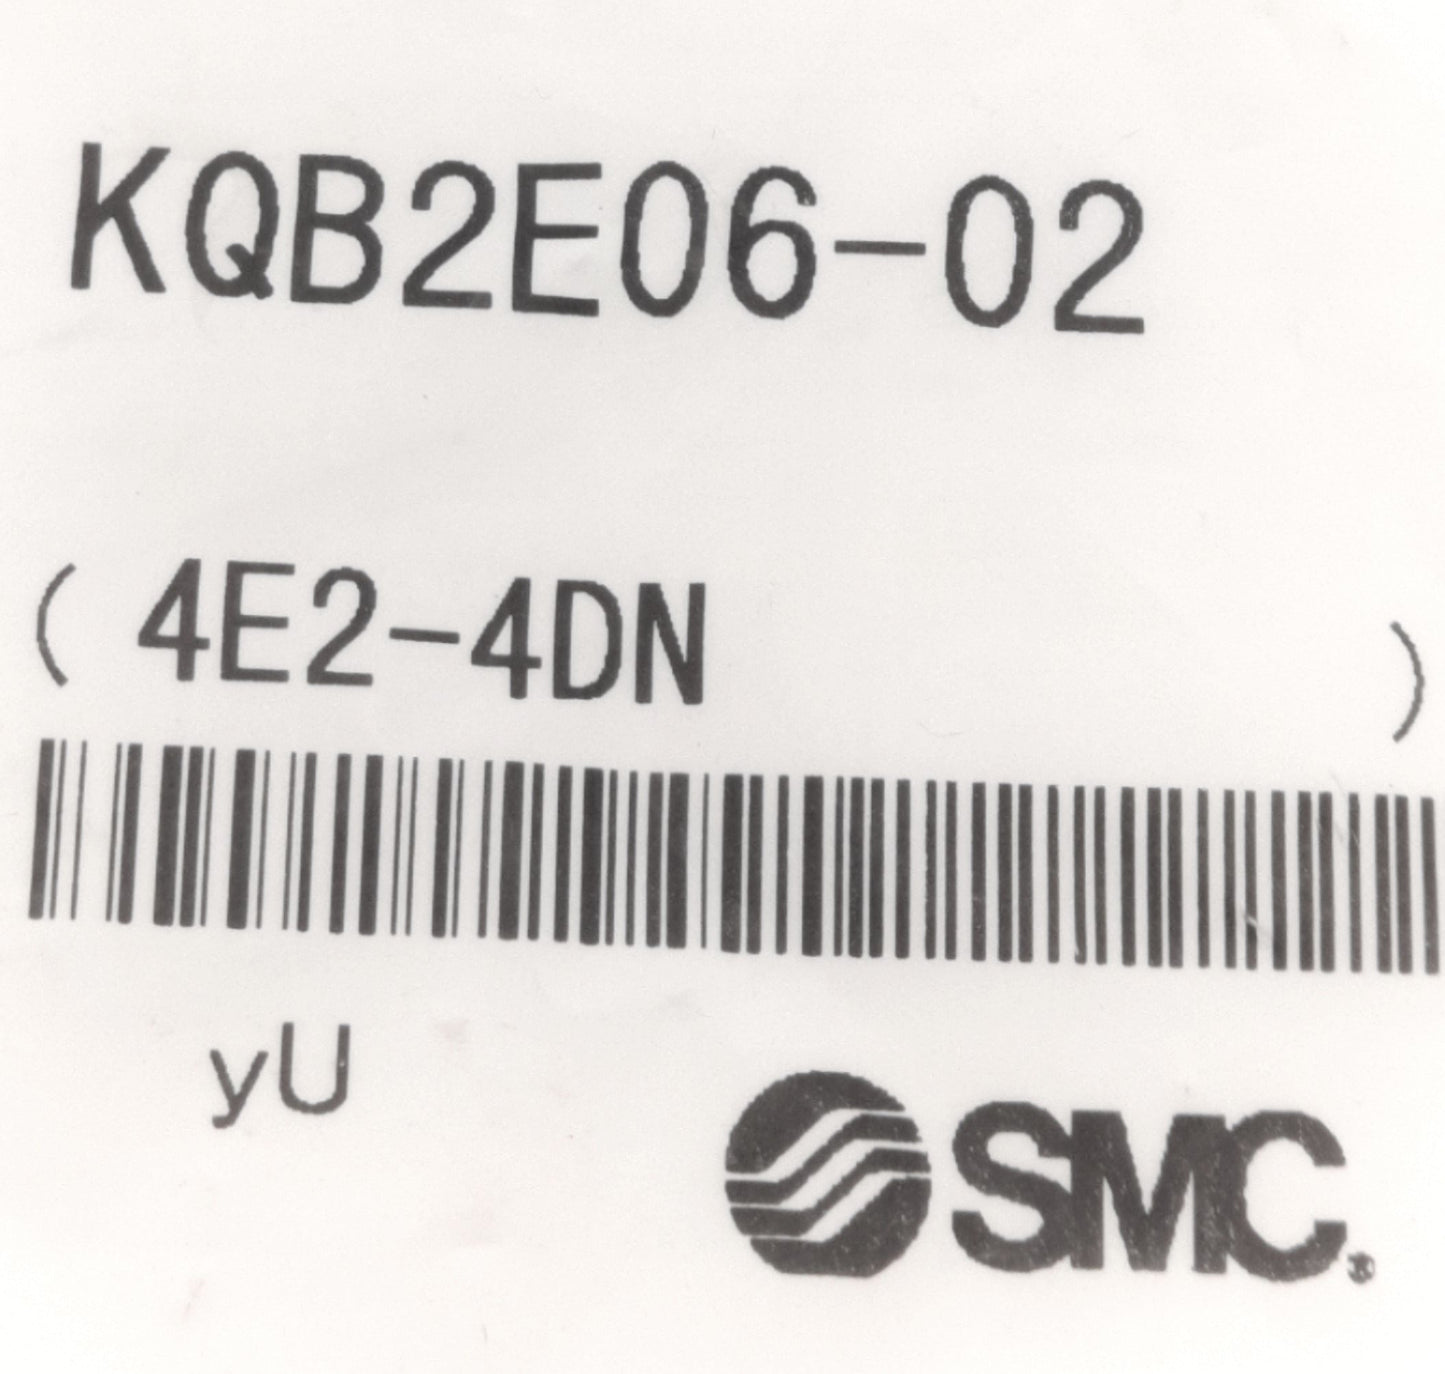 KQB2E06-02
( 4E2-4DN )
yU
SMC